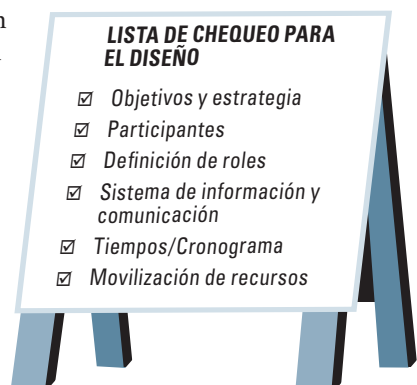 LISTA DE CHEQUEO PARA
EL DISEÑO
☑ Objetivos y estrategia
☑ Participantes
☑ Definición de roles
☑ Sistema de información y
comunicación
☑ Tiempos/Cronograma
☑ Movilización de recursos